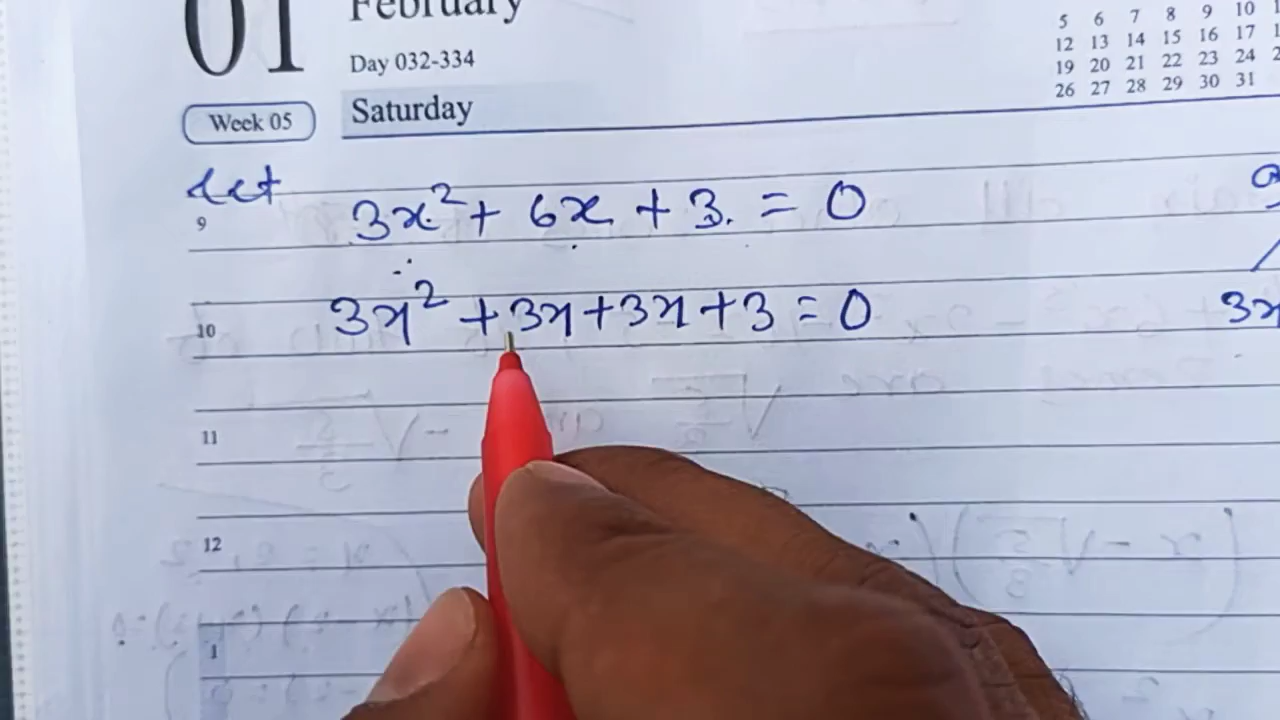 01
February
Day 032-334
Week 05
Saturday
5 6 7 8 9 10
12 13 14 15 16 17
19 20 21 22 23 24
26 27 28 29 30 31
Let
9
3x² + 6x + 3. = 0
10
3x² + 3x + 3x + 3 = 0
3x
11
12
1